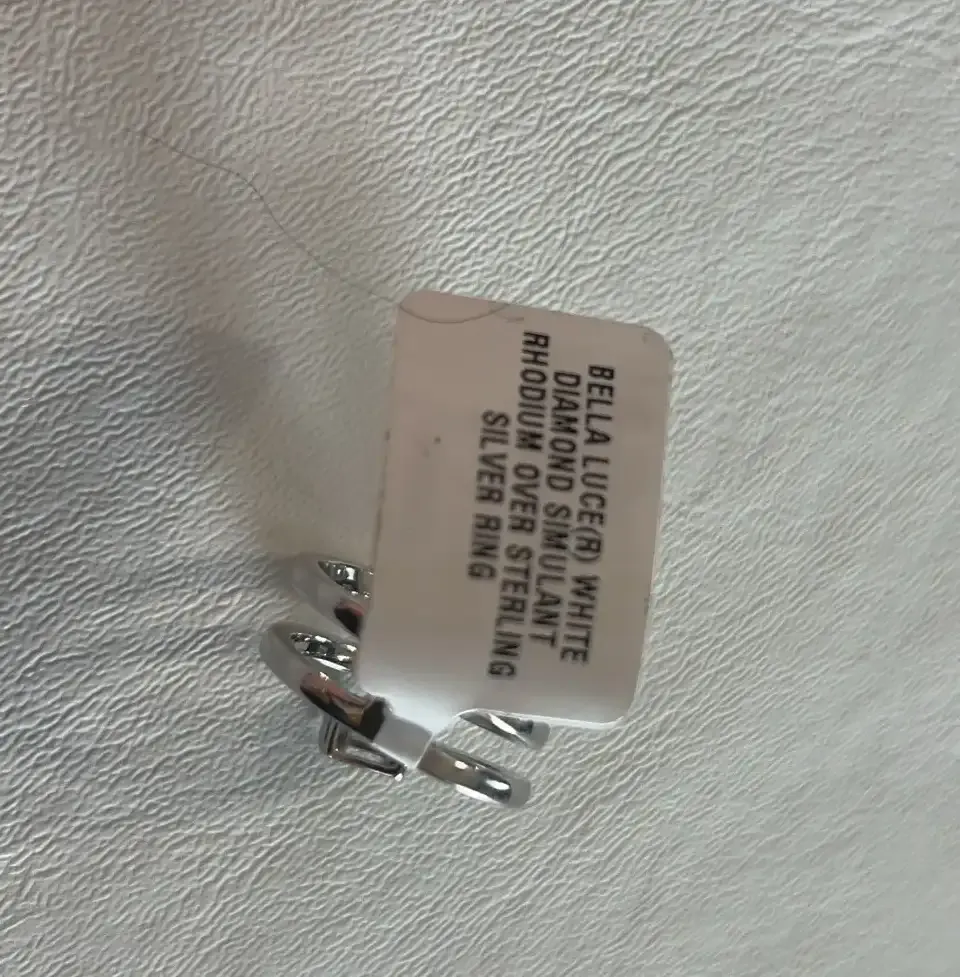 BELLA LUCE(R) WHITE
DIAMOND SIMULANT
RHODIUM OVER STERLING
SILVER RING